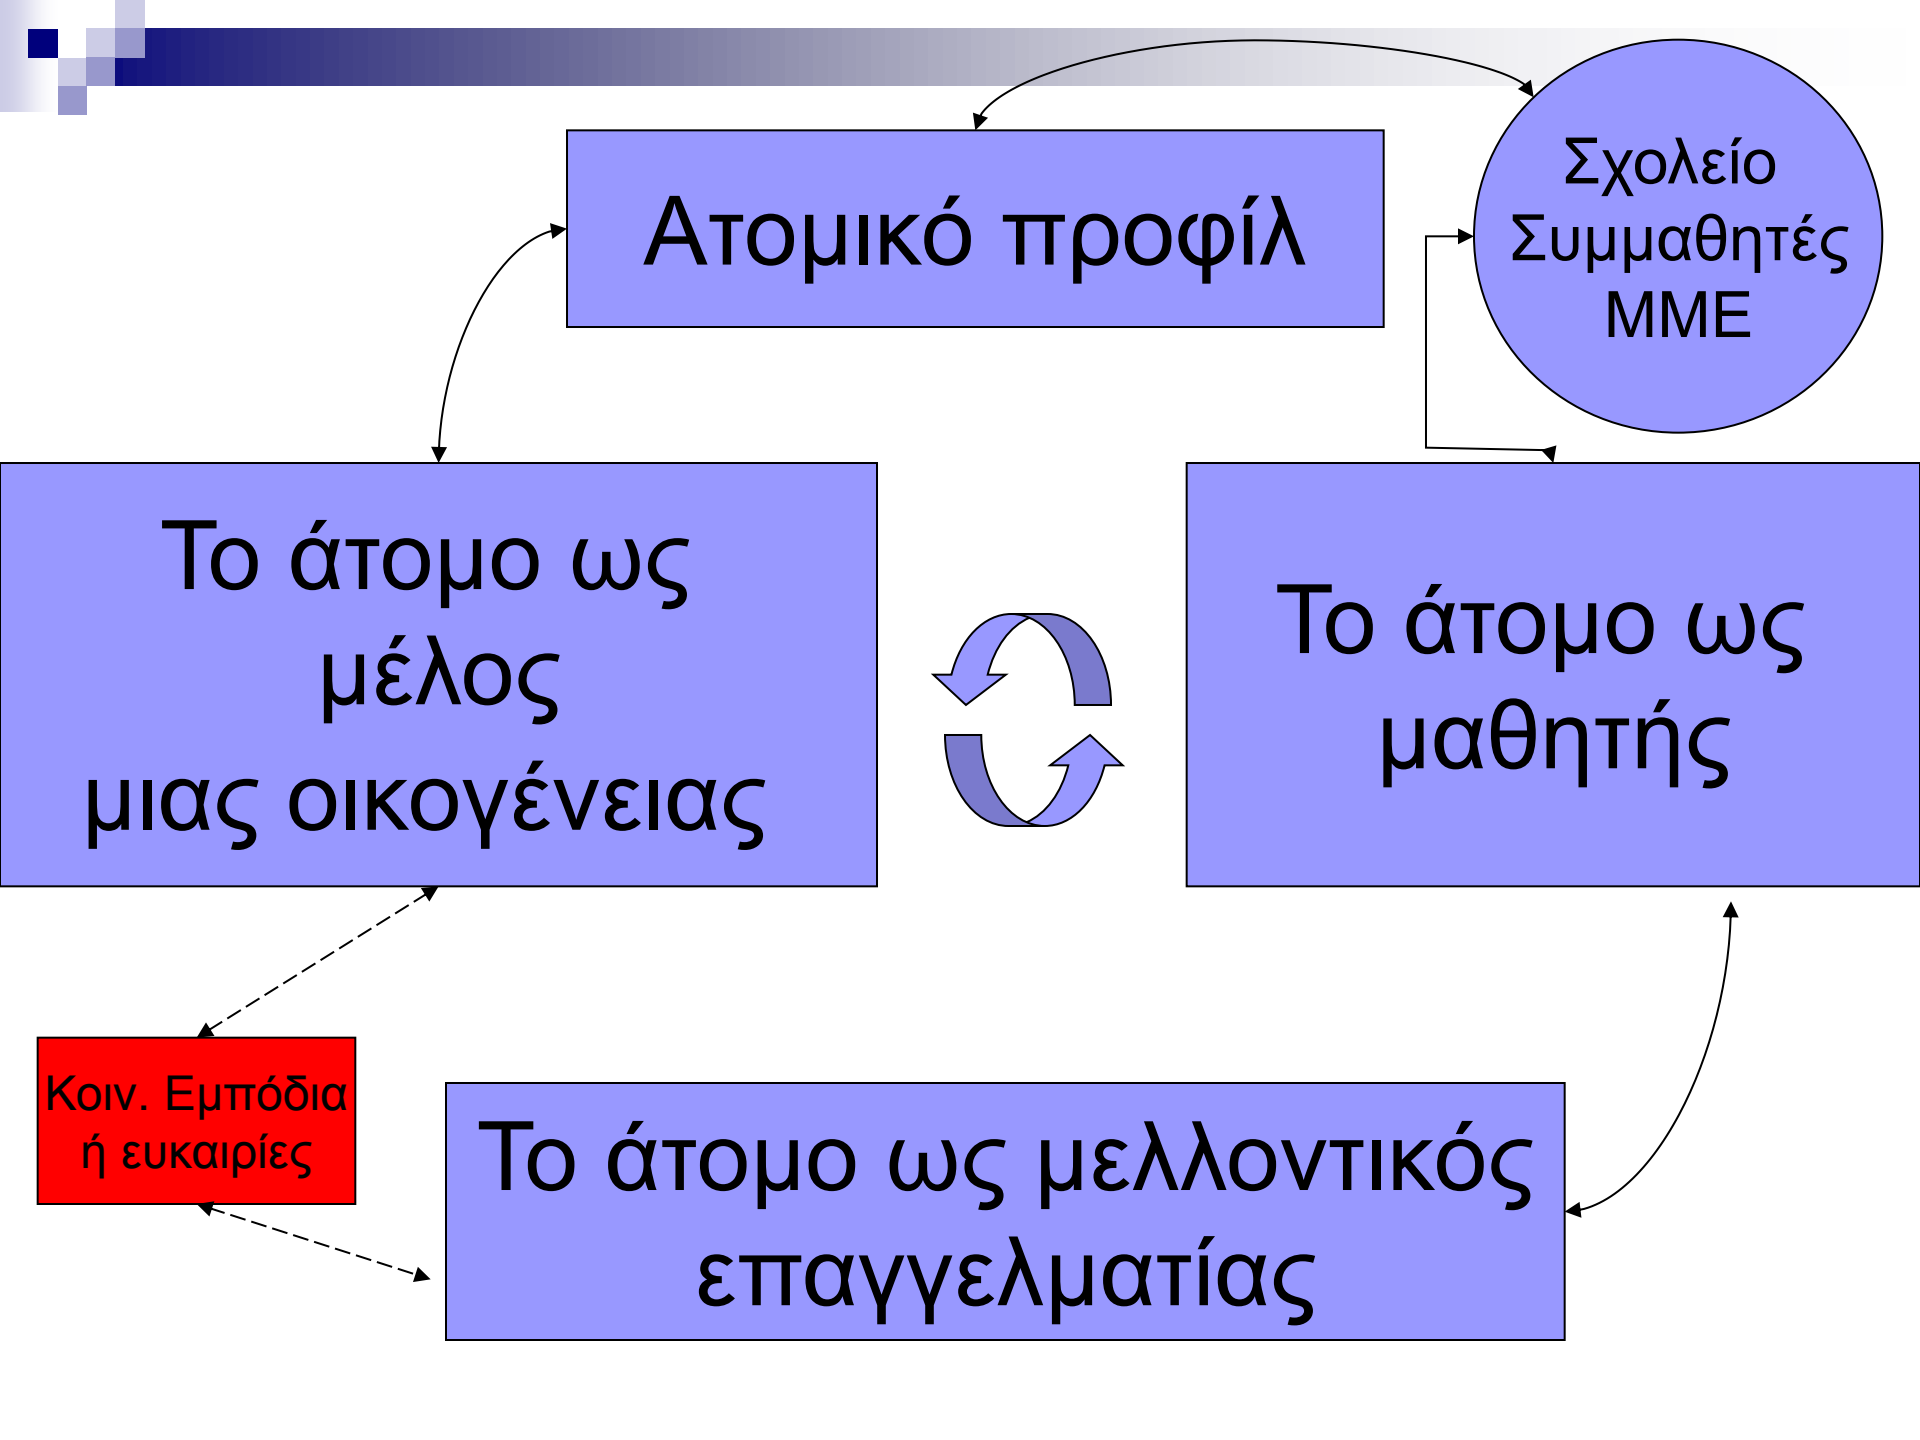 Ατομικό προφίλ
Σχολείο
Συμμαθητές
ΜΜΕ
Το άτομο ως
μέλος
μιας οικογένειας
Το άτομο ως
μαθητής
Κοιν. Εμπόδια
ή ευκαιρίες
Το άτομο ως μελλοντικός
επαγγελματίας